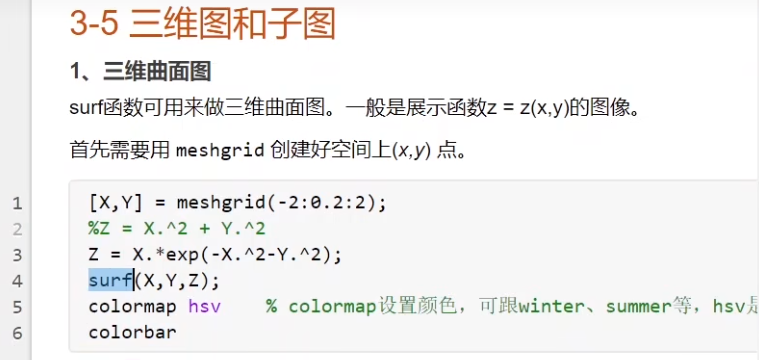 3-5 三维图和子图
1、三维曲面图
surf函数可用来做三维曲面图。一般是展示函数z = z(x,y)的图像。
首先需要用 meshgrid 创建好空间上(x,y) 点。
1 [X,Y] = meshgrid(-2:0.2:2);
2 %Z = X.^2 + Y.^2
3 Z = X.*exp(-X.^2-Y.^2);
4 surf(X,Y,Z);
5 colormap hsv % colormap设置颜色，可跟winter、summer等，hsv是
6 colorbar